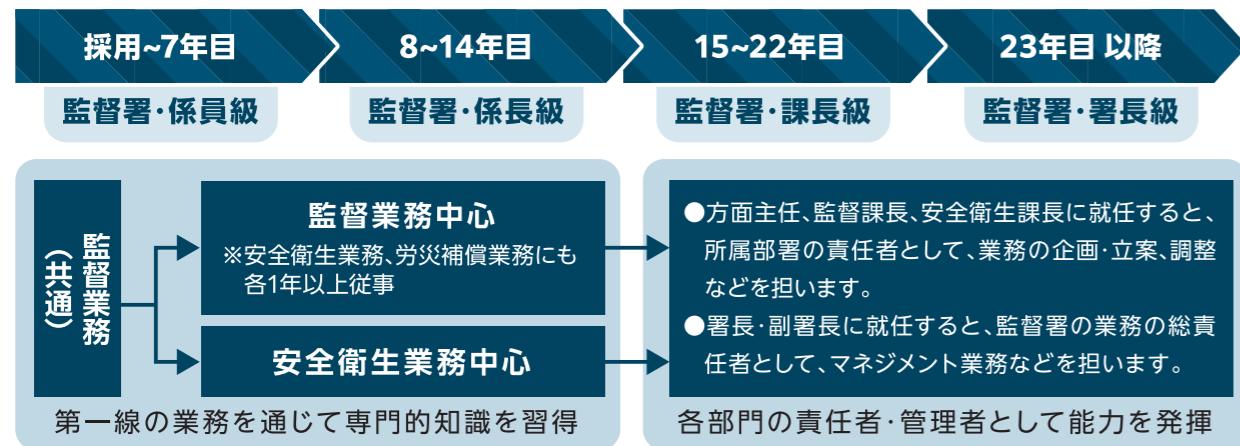 採用~7年目
8~14年目
15~22年目
23年目 以降
監督署・係員級
監督署・係長級
監督署・課長級
監督署・署長級
監督業務
(共通)
監督業務中心
※安全衛生業務、労災補償業務にも
各1年以上従事
安全衛生業務中心
第一線の業務を通じて専門的知識を習得
●方面主任、監督課長、安全衛生課長に就任すると、
所属部署の責任者として、業務の企画・立案、調整
などを担います。
●署長・副署長に就任すると、監督署の業務の総責
任者として、マネジメント業務などを担います。
各部門の責任者・管理者として能力を発揮